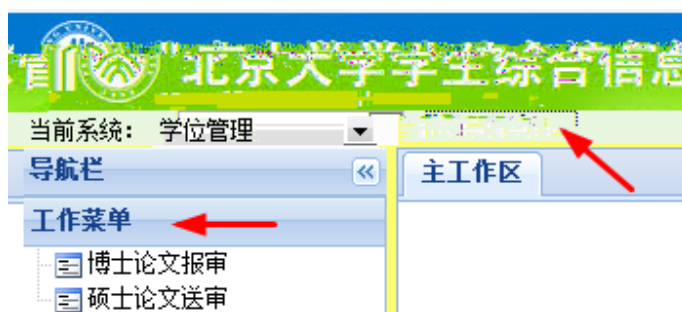 北京大学学生综合信息
当前系统： 学位管理
导航栏
主工作区
工作菜单
博士论文报审
硕士论文送审